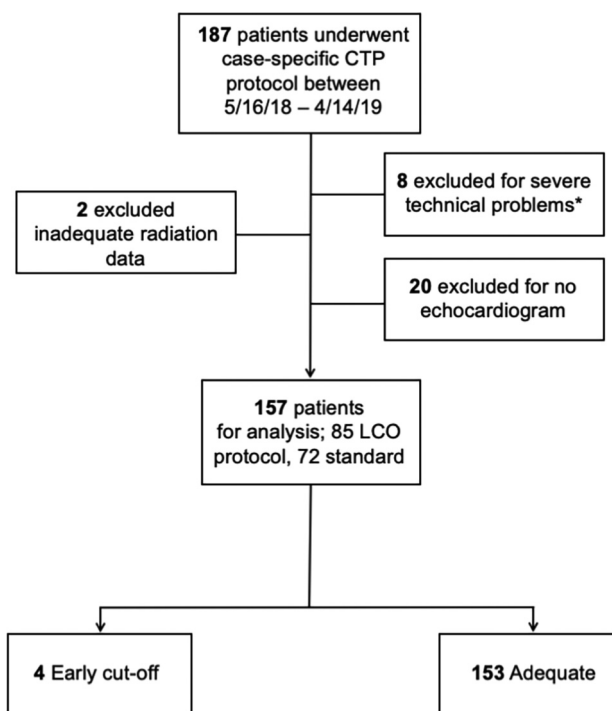 187 patients underwent
case-specific CTP
protocol between
5/16/18 – 4/14/19
8 excluded for severe
technical problems*
2 excluded
inadequate radiation
data
20 excluded for no
echocardiogram
157 patients
for analysis; 85 LCO
protocol, 72 standard
4 Early cut-off
153 Adequate